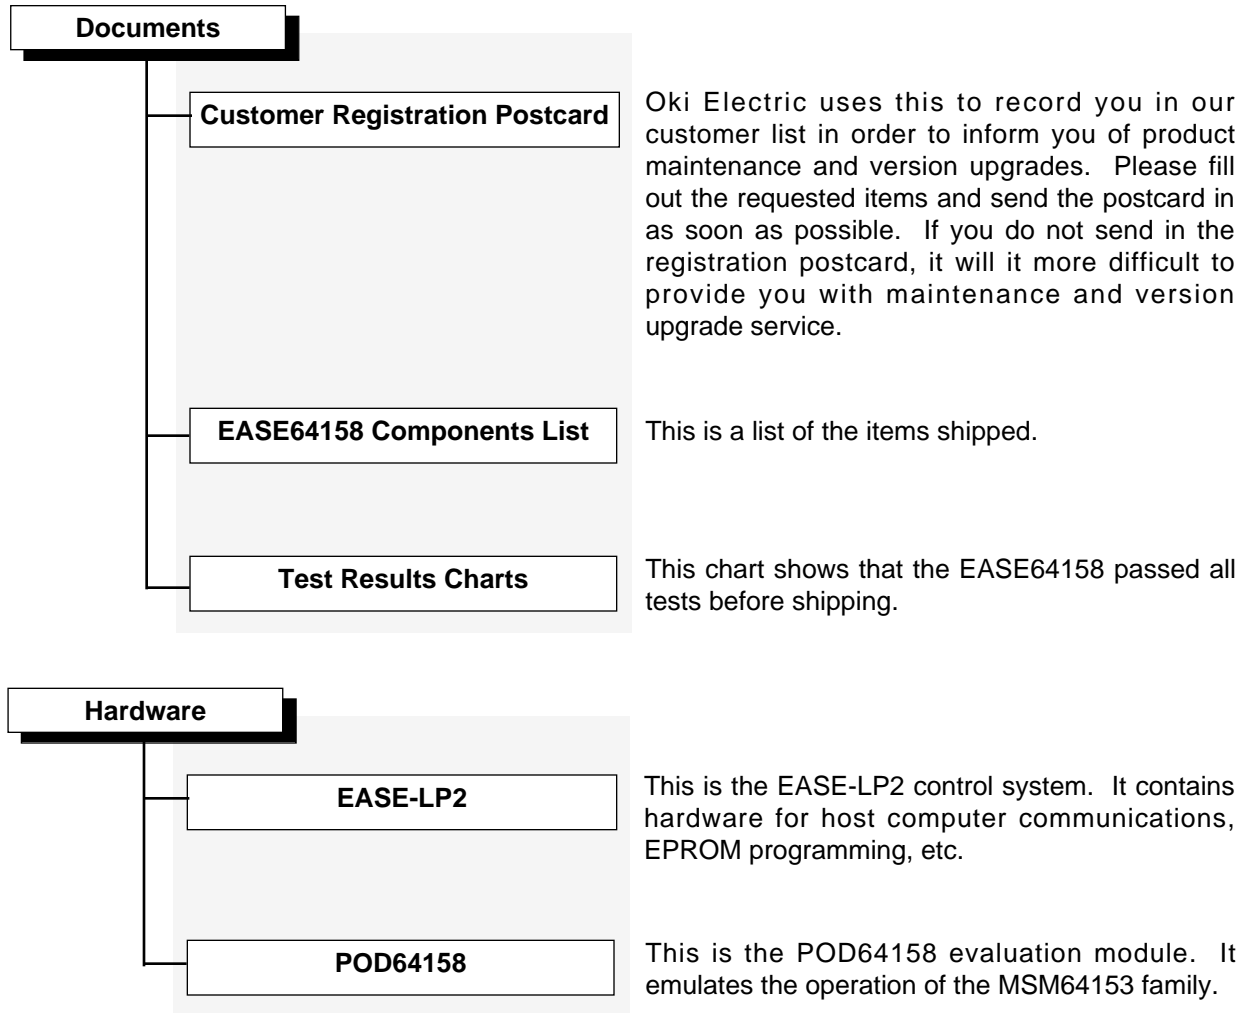 Documents
Customer Registration Postcard
Oki Electric uses this to record you in our
customer list in order to inform you of product
maintenance and version upgrades.  Please fill
out the requested items and send the postcard in
as soon as possible.  If you do not send in the
registration postcard, it will it more difficult to
provide you with maintenance and version
upgrade service.
EASE64158 Components List
This is a list of the items shipped.
Test Results Charts
This chart shows that the EASE64158 passed all
tests before shipping.
Hardware
EASE-LP2
This is the EASE-LP2 control system.  It contains
hardware for host computer communications,
EPROM programming, etc.
POD64158
This is the POD64158 evaluation module.  It
emulates the operation of the MSM64153 family.